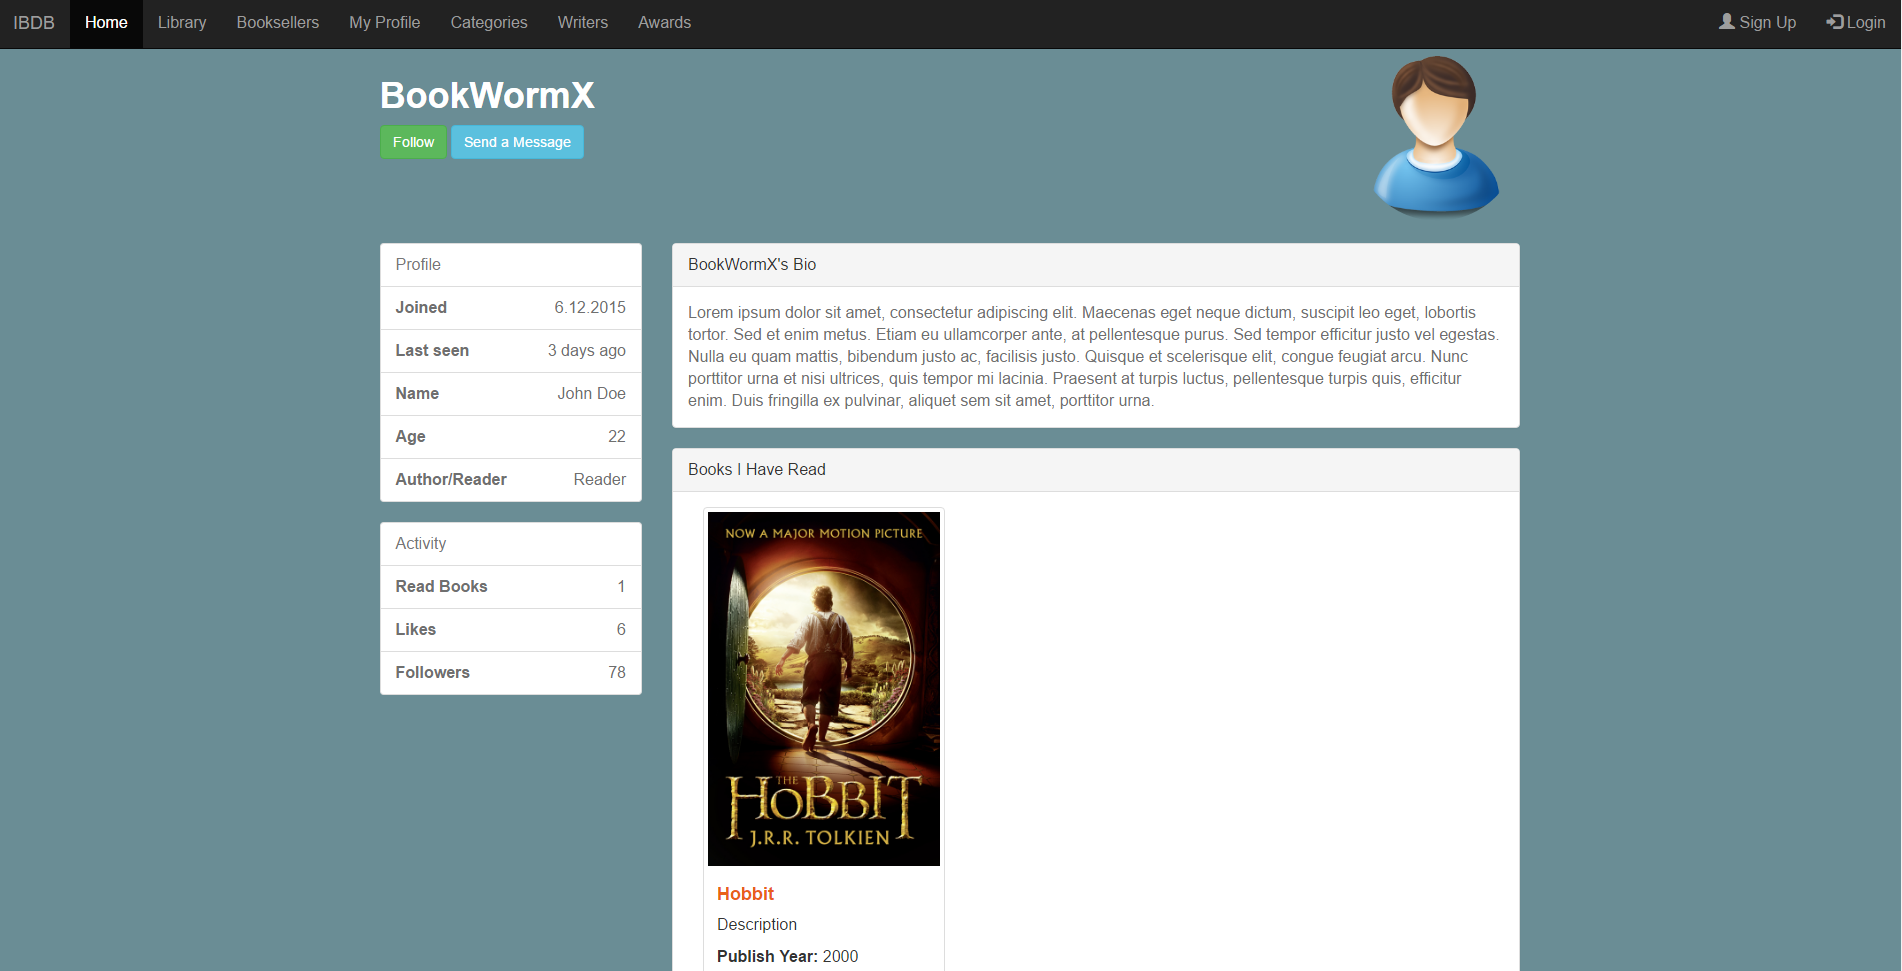 IBDB Home Library Booksellers My Profile Categories Writers Awards Sign Up Login
BookWormX
Follow Send a Message
Profile
Joined 6.12.2015
Last seen 3 days ago
Name John Doe
Age 22
Author/Reader Reader
Activity
Read Books 1
Likes 6
Followers 78
BookWormX's Bio
Lorem ipsum dolor sit amet, consectetur adipiscing elit. Maecenas eget neque dictum, suscipit leo eget, lobortis
tortor. Sed et enim metus. Etiam eu ullamcorper ante, at pellentesque purus. Sed tempor efficitur justo vel egestas.
Nulla eu quam mattis, bibendum justo ac, facilisis justo. Quisque et scelerisque elit, congue feugiat arcu. Nunc
porttitor urna et nisi ultrices, quis tempor mi lacinia. Praesent at turpis luctus, pellentesque turpis quis, efficitur
enim. Duis fringilla ex pulvinar, aliquet sem sit amet, porttitor urna.
Books I Have Read
NOW A MAJOR MOTION PICTURE
THE
HOBBIT
J.R.R. TOLKIEN
Hobbit
Description
Publish Year: 2000